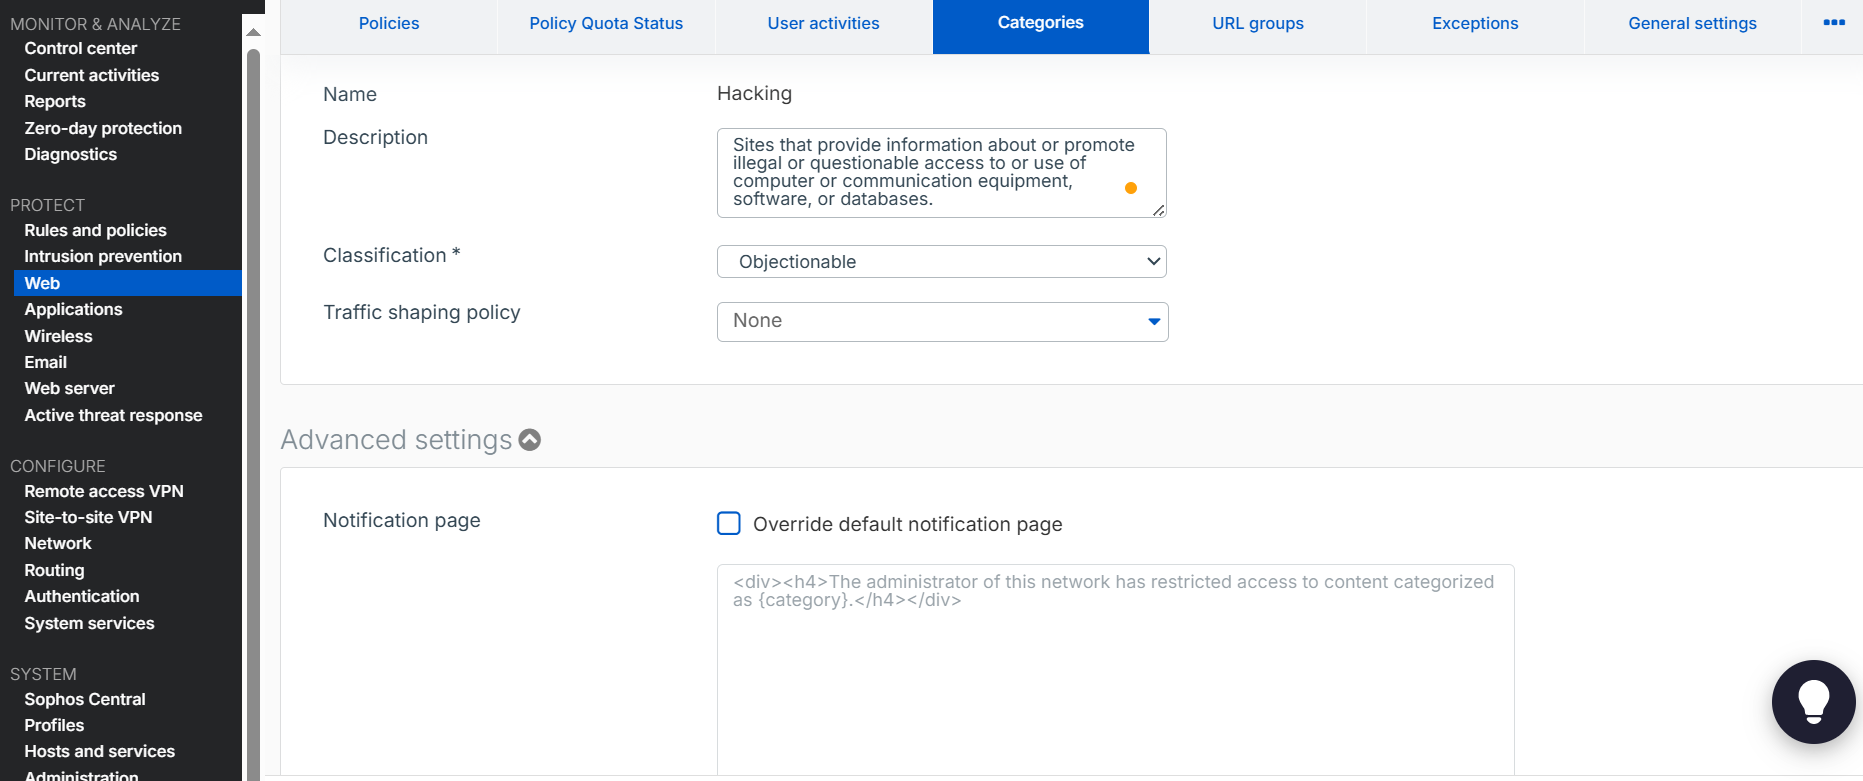 MONITOR & ANALYZE
Control center
Current activities
Reports
Zero-day protection
Diagnostics
PROTECT
Rules and policies
Intrusion prevention
Web
Applications
Wireless
Email
Web server
Active threat response
CONFIGURE
Remote access VPN
Site-to-site VPN
Network
Routing
Authentication
System services
SYSTEM
Sophos Central
Profiles
Hosts and services
Administration
Policies
Policy Quota Status
User activities
Categories
URL groups
Exceptions
General settings
Name
Hacking
Description
Sites that provide information about or promote
illegal or questionable access to or use of
computer or communication equipment,
software, or databases.
Classification *
Objectionable
Traffic shaping policy
None
Advanced settings
Notification page
Override default notification page
<div><h4>The administrator of this network has restricted access to content categorized
as {category}.</h4></div>